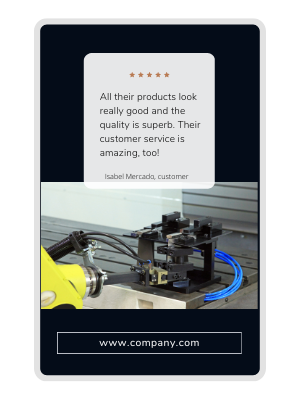 All their products look
really good and the
quality is superb. Their
customer service is
amazing, too!
Isabel Mercado, customer
www.company.com